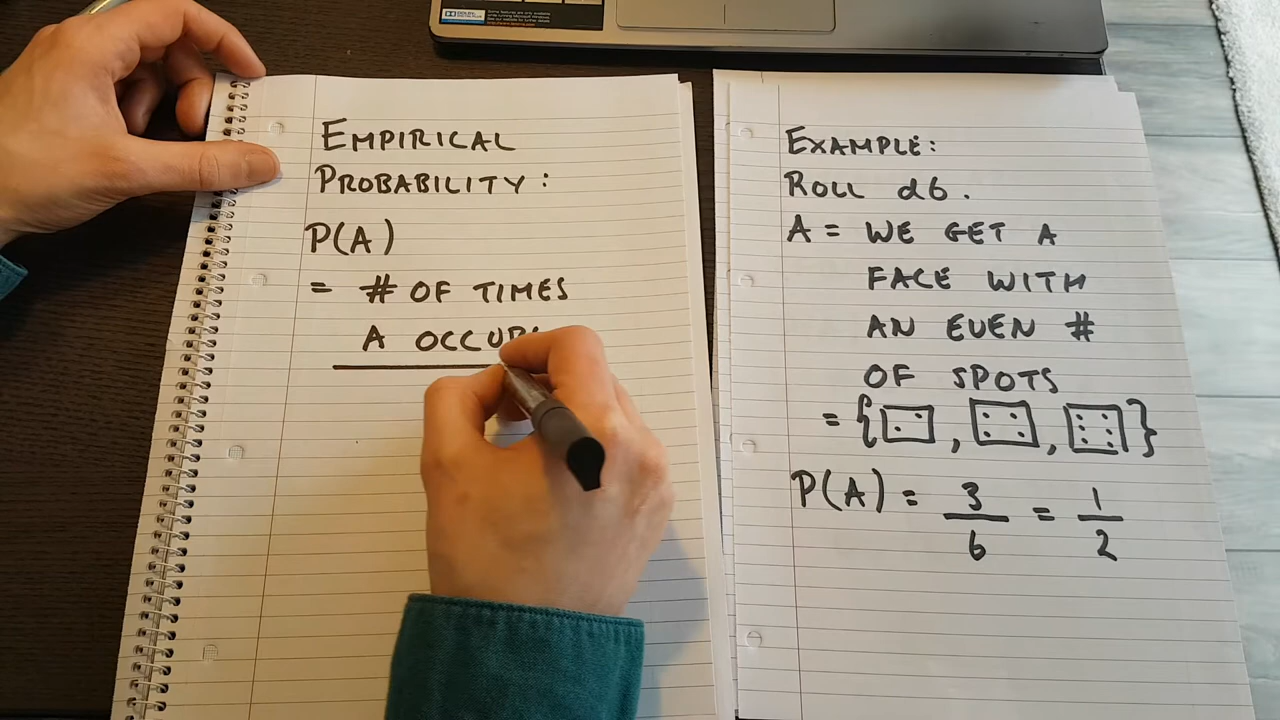 EMPIRICAL
PROBABILITY:
P(A)
= # OF TIMES
A OCCURS
EXAMPLE:
ROLL d6.
A = WE GET A
FACE WITH
AN EVEN #
OF SPOTS
= { , , }
P(A) = 3/6 = 1/2